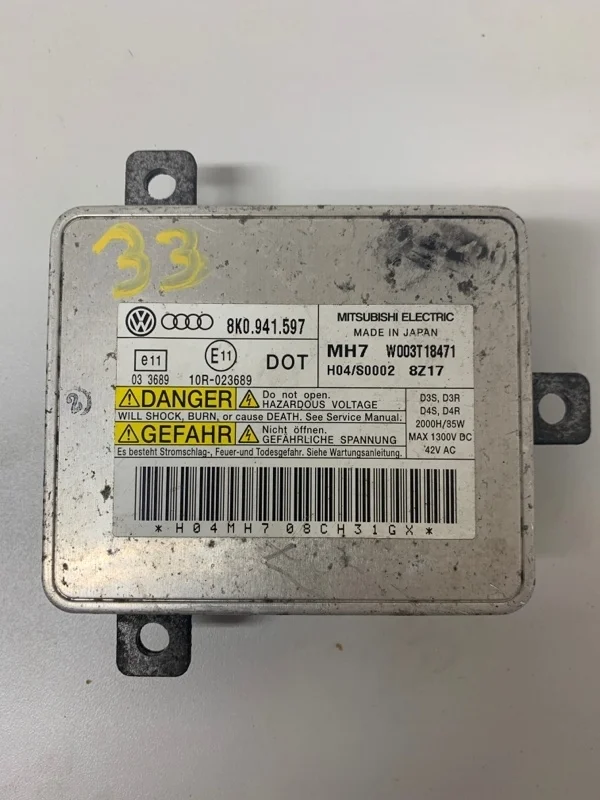 33
8K0.941.597
e11
E11
DOT
03 3689
10R-023689
MITSUBISHI ELECTRIC
MADE IN JAPAN
MH7 W003T18471
H04/S0002 8Z17
DANGER
Do not open.
HAZARDOUS VOLTAGE
WILL SHOCK, BURN, or cause DEATH. See Service Manual.
GEFAHR
Nicht öffnen.
GEFÄHRLICHE SPANNUNG
Es besteht Stromschlag-, Feuer-und Todesgefahr. Siehe Wartungsanleitung.
D3S, D3R
D4S, D4R
2000H/85W
MAX 1300V DC
42V AC
*H04MH7 08CH31GX*